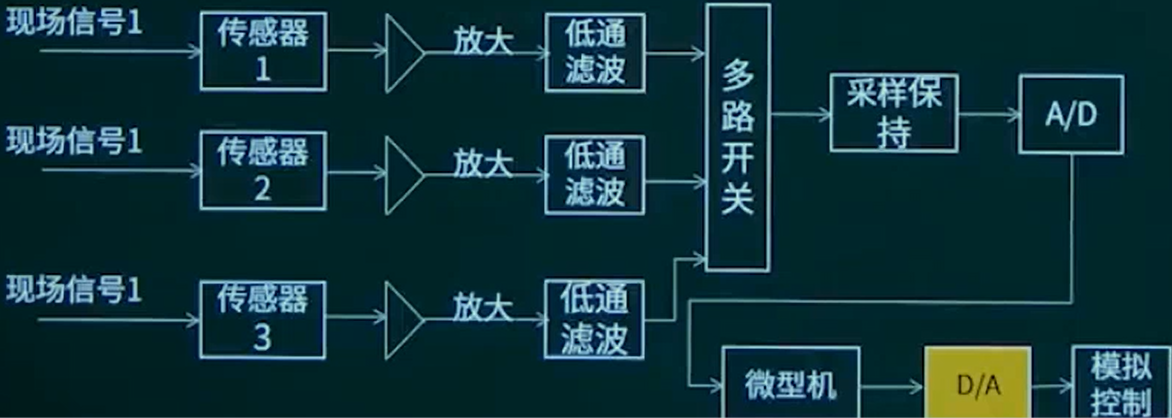 现场信号1
传感器
1
放大
低通
滤波
现场信号1
传感器
2
放大
低通
滤波
现场信号1
传感器
3
放大
低通
滤波
多
路
开
关
采样保
持
A/D
微型机
D/A
模拟
控制